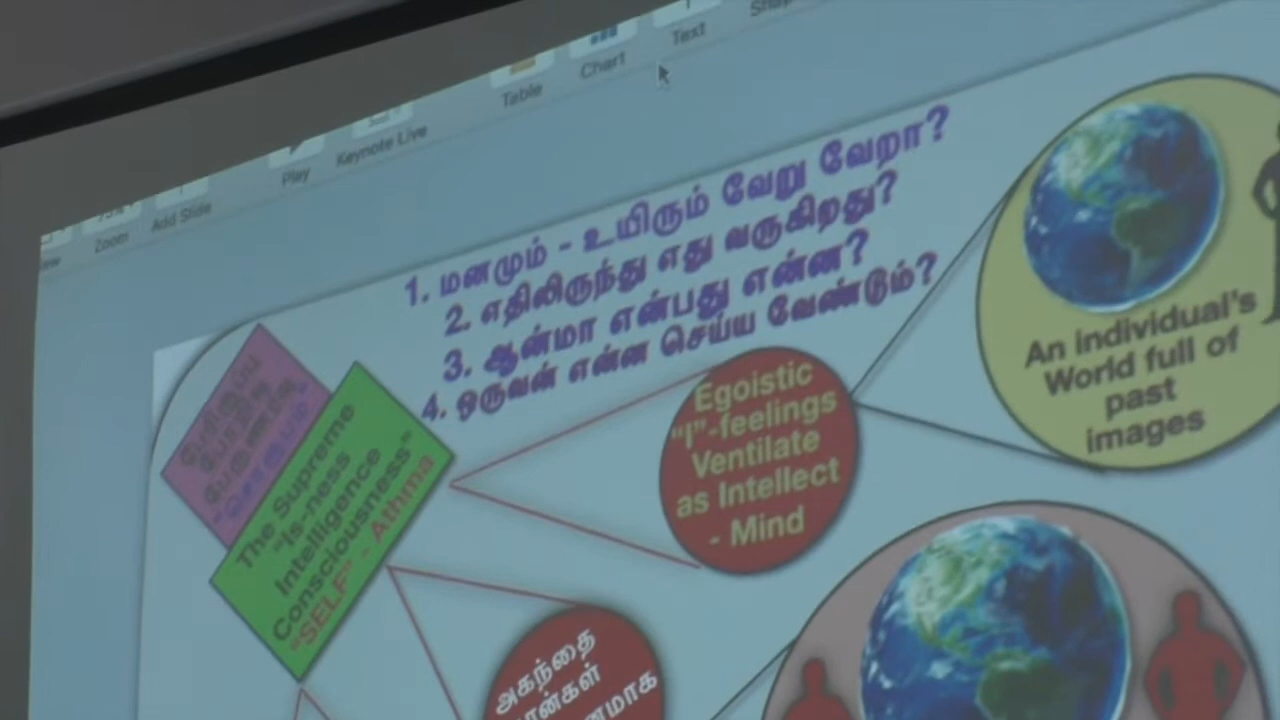 Text
Chart
Table
Keynote Live
Play
Add Slide
Zoom
1. மனமும் - உயிரும் வேறு வேறா?
2. எதிலிருந்து எது வருகிறது?
3. ஆன்மா என்பது என்ன?
4. ஒருவன் என்ன செய்ய வேண்டும்?
The Supreme
"Is-ness
Intelligence
Consciousness"
"SELF" - Athma
Egoistic
"I"-feelings
Ventilate
as Intellect
- Mind
An individual's
World full of
past
images
அகந்தை